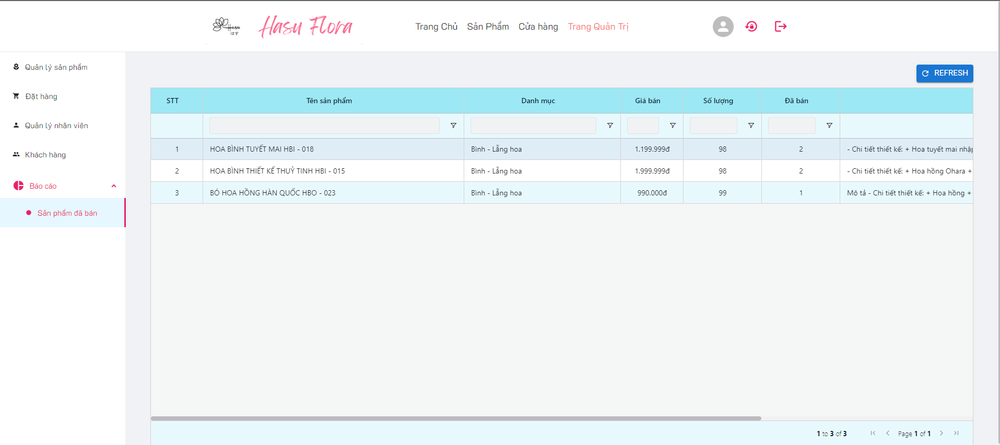 Hasu
はす
Hasu Flora
Trang Chủ Sản Phẩm Cửa hàng Trang Quản Trị
Quản lý sản phẩm
Đặt hàng
Quản lý nhân viên
Khách hàng
Báo cáo
Sản phẩm đã bán
REFRESH
STT Tên sản phẩm Danh mục Giá bán Số lượng Đã bán
1 HOA BÌNH TUYẾT MAI HBI - 018 Bình - Lẵng hoa 1.199.999đ 98 2 - Chi tiết thiết kế: + Hoa tuyết mai nhập
2 HOA BÌNH THIẾT KẾ THUỶ TINH HBI - 015 Bình - Lẵng hoa 1.999.999đ 98 2 - Chi tiết thiết kế: + Hoa hồng Ohara +
3 BÓ HOA HỒNG HÀN QUỐC HBO - 023 Bình - Lẵng hoa 990.000đ 99 1 Mô tả - Chi tiết thiết kế: + Hoa hồng +
1 to 3 of 3 Page 1 of 1